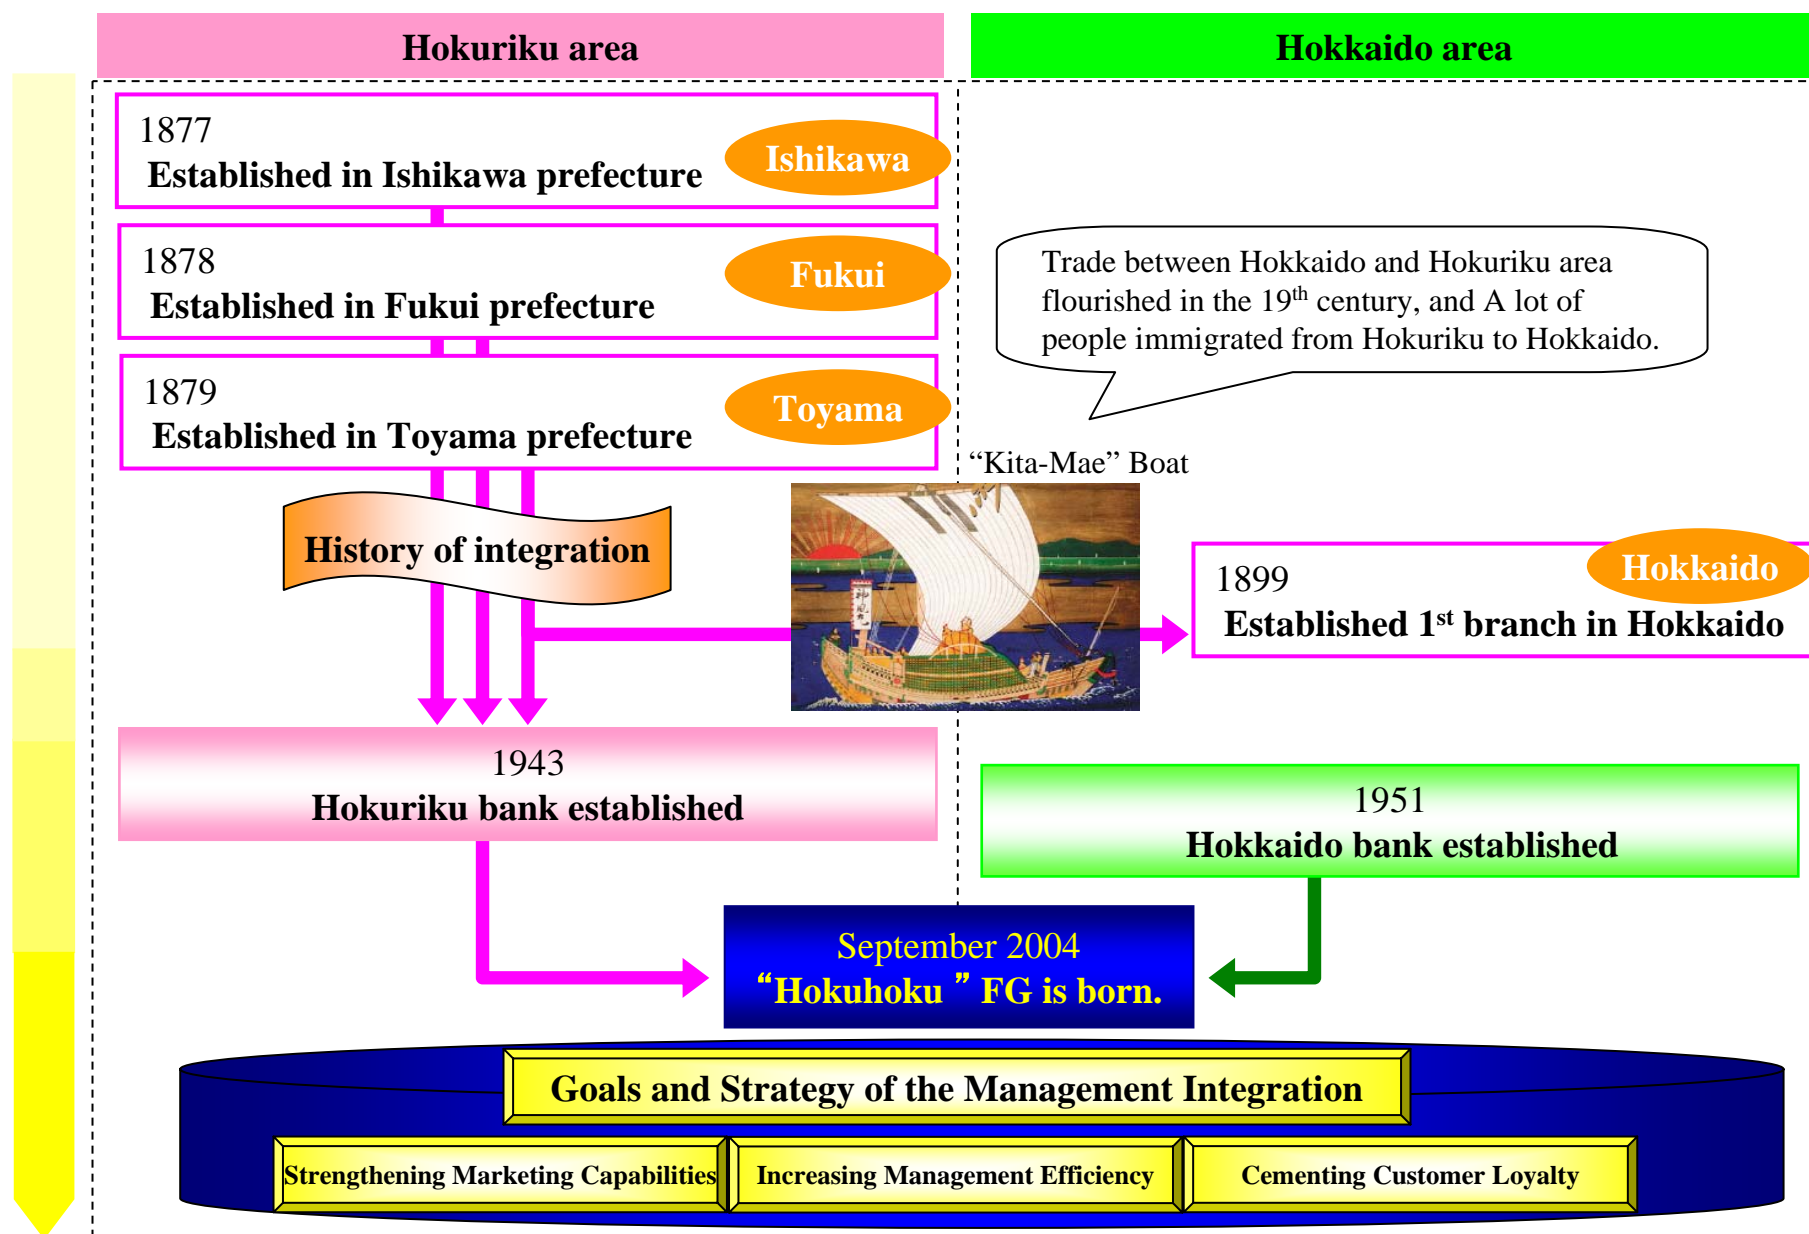 Hokuriku area
Hokkaido area
1877
Established in Ishikawa prefecture
Ishikawa
1878
Established in Fukui prefecture
Fukui
1879
Established in Toyama prefecture
Toyama
Trade between Hokkaido and Hokuriku area
flourished in the 19th century, and A lot of
people immigrated from Hokuriku to Hokkaido.
“Kita-Mae” Boat
History of integration
1899
Established 1st branch in Hokkaido
Hokkaido
1943
Hokuriku bank established
1951
Hokkaido bank established
September 2004
“Hokuhoku ” FG is born.
Goals and Strategy of the Management Integration
Strengthening Marketing Capabilities
Increasing Management Efficiency
Cementing Customer Loyalty